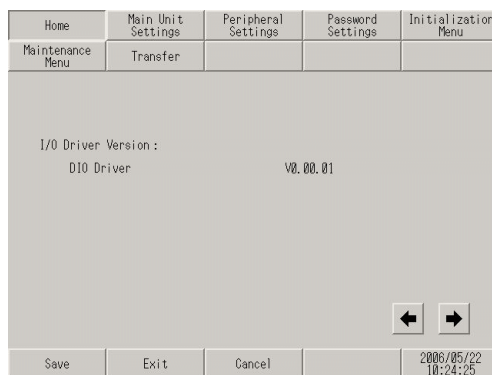 Home
Main Unit
Settings
Peripheral
Settings
Password
Settings
Initialization
Menu
Maintenance
Menu
Transfer
I/O Driver Version :
DIO Driver V0.00.01
Save
Exit
Cancel
2006/05/22
10:24:25